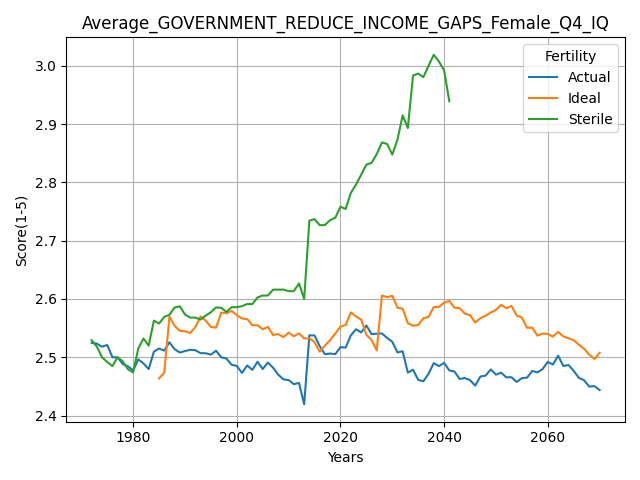 Average_GOVERNMENT_REDUCE_INCOME_GAPS_Female_Q4_IQ
Fertility
Actual
Ideal
Sterile
Score(1-5)
3.0
2.9
2.8
2.7
2.6
2.5
2.4
1980
2000
2020
2040
2060
Years